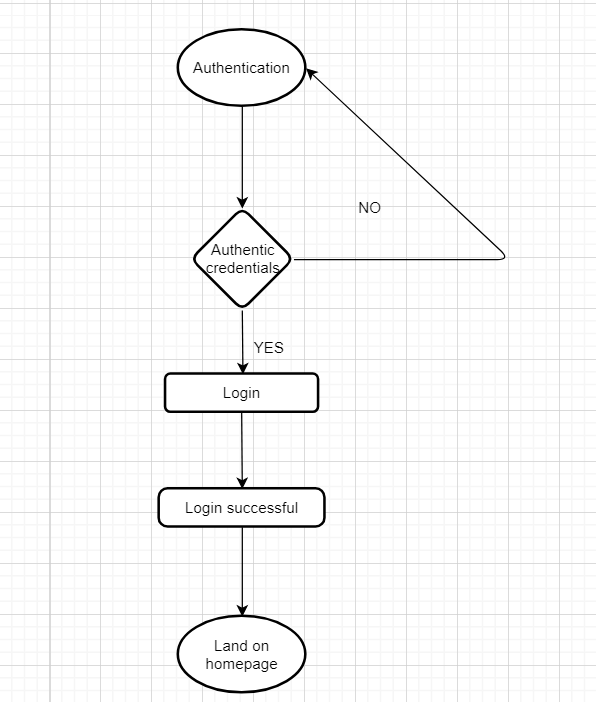 Authentication
NO
Authentic
credentials
YES
Login
Login successful
Land on
homepage